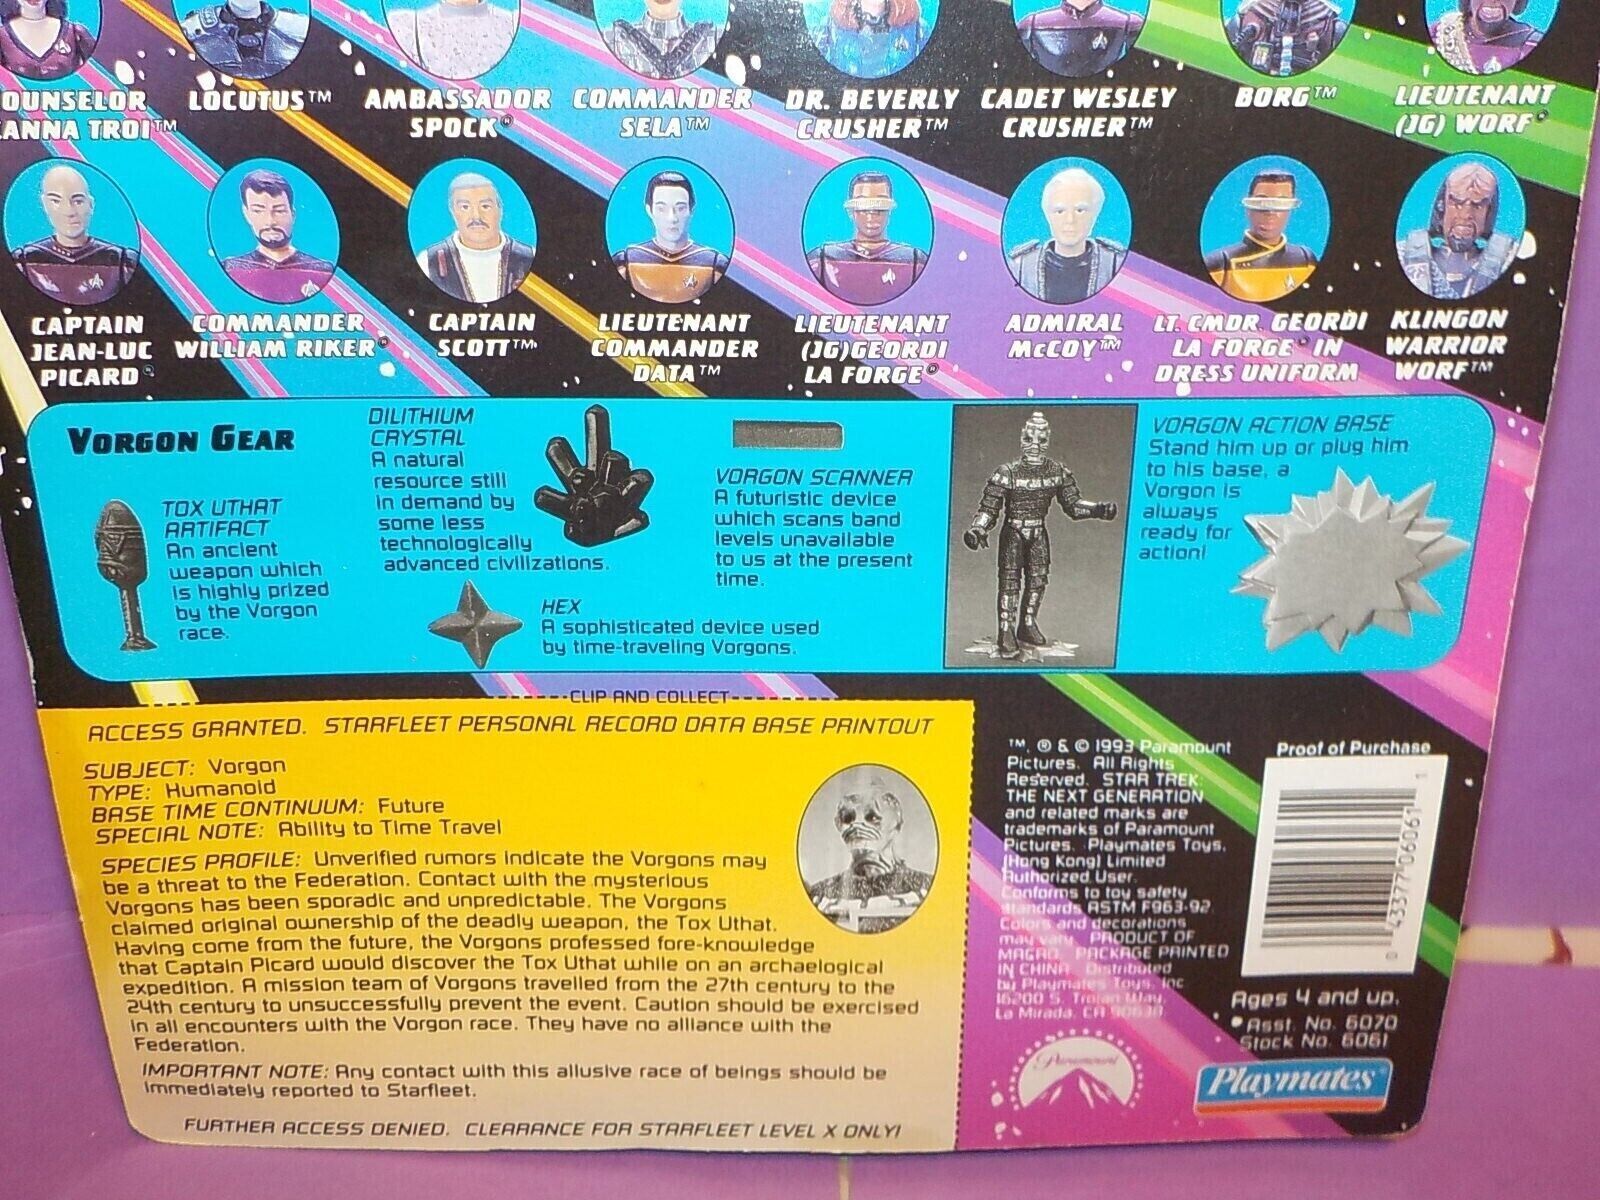 OUNSELOR
ANNA TROI™
LOCUTUS™
AMBASSADOR
SPOCK®
COMMANDER
SELA™
DR. BEVERLY
CRUSHER™
CADET WESLEY
CRUSHER™
BORG™
LIEUTENANT
(JG) WORF®
CAPTAIN
JEAN-LUC
PICARD®
COMMANDER
WILLIAM RIKER®
CAPTAIN
SCOTT™
LIEUTENANT
COMMANDER
DATA™
LIEUTENANT
(JG)GEORDI
LA FORGE®
ADMIRAL
McCOY™
LT. CMDR. GEORDI
LA FORGE® IN
DRESS UNIFORM
KLINGON
WARRIOR
WORF™
VORGON GEAR
TOX UTHAT
ARTIFACT
An ancient
weapon which
is highly prized
by the Vorgon
race.
DILITHIUM
CRYSTAL
A natural
resource still
in demand by
some less
technologically
advanced civilizations.
HEX
A sophisticated device used
by time-traveling Vorgons.
VORGON SCANNER
A futuristic device
which scans band
levels unavailable
to us at the present
time.
VORGON ACTION BASE
Stand him up or plug him
to his base, a
Vorgon is
always
ready for
action!
CLIP AND COLLECT
ACCESS GRANTED. STARFLEET PERSONAL RECORD DATA BASE PRINTOUT
SUBJECT: Vorgon
TYPE: Humanoid
BASE TIME CONTINUUM: Future
SPECIAL NOTE: Ability to Time Travel
SPECIES PROFILE: Unverified rumors indicate the Vorgons may
be a threat to the Federation. Contact with the mysterious
Vorgons has been sporadic and unpredictable. The Vorgons
claimed original ownership of the deadly weapon, the Tox Uthat.
Having come from the future, the Vorgons professed fore-knowledge
that Captain Picard would discover the Tox Uthat while on an archaelogical
expedition. A mission team of Vorgons travelled from the 27th century to the
24th century to unsuccessfully prevent the event. Caution should be exercised
in all encounters with the Vorgon race. They have no alliance with the
Federation.
IMPORTANT NOTE: Any contact with this allusive race of beings should be
immediately reported to Starfleet.
FURTHER ACCESS DENIED. CLEARANCE FOR STARFLEET LEVEL X ONLY!
™, ® & © 1993 Paramount
Pictures. All Rights
Reserved. STAR TREK:
THE NEXT GENERATION
and related marks are
trademarks of Paramount
Pictures. Playmates Toys,
(Hong Kong) Limited
Authorized User.
Conforms to toy safety
standards ASTM F963-92.
Colors and decorations
may vary. PRODUCT OF
MACAO. PACKAGE PRINTED
IN CHINA. Distributed
by Playmates Toys, Inc
16200 S. Trojan Way,
La Mirada, CA 90638
Paramount
Proof of Purchase
0 43377 06061 1
Ages 4 and up.
Asst. No. 6070
Stock No. 6061
Playmates®